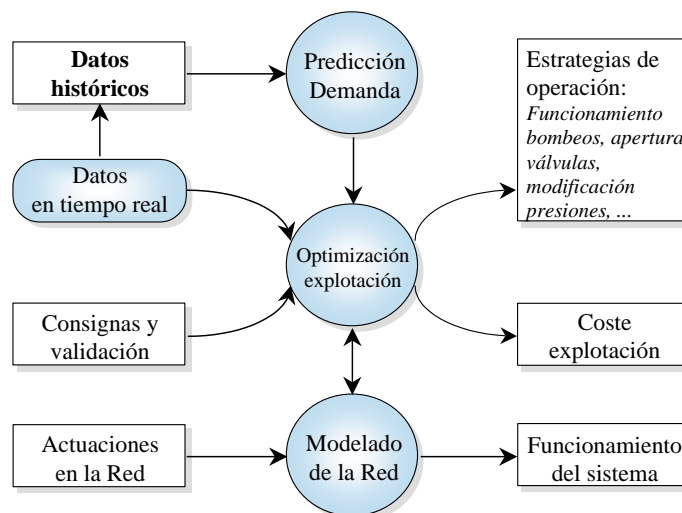 Datos
históricos
Predicción
Demanda
Estrategias de
operación:
Funcionamiento
bombeos, apertura
válvulas,
modificación
presiones, ...
Datos
en tiempo real
Optimización
explotación
Consignas y
validación
Coste
explotación
Actuaciones
en la Red
Modelado
de la Red
Funcionamiento
del sistema